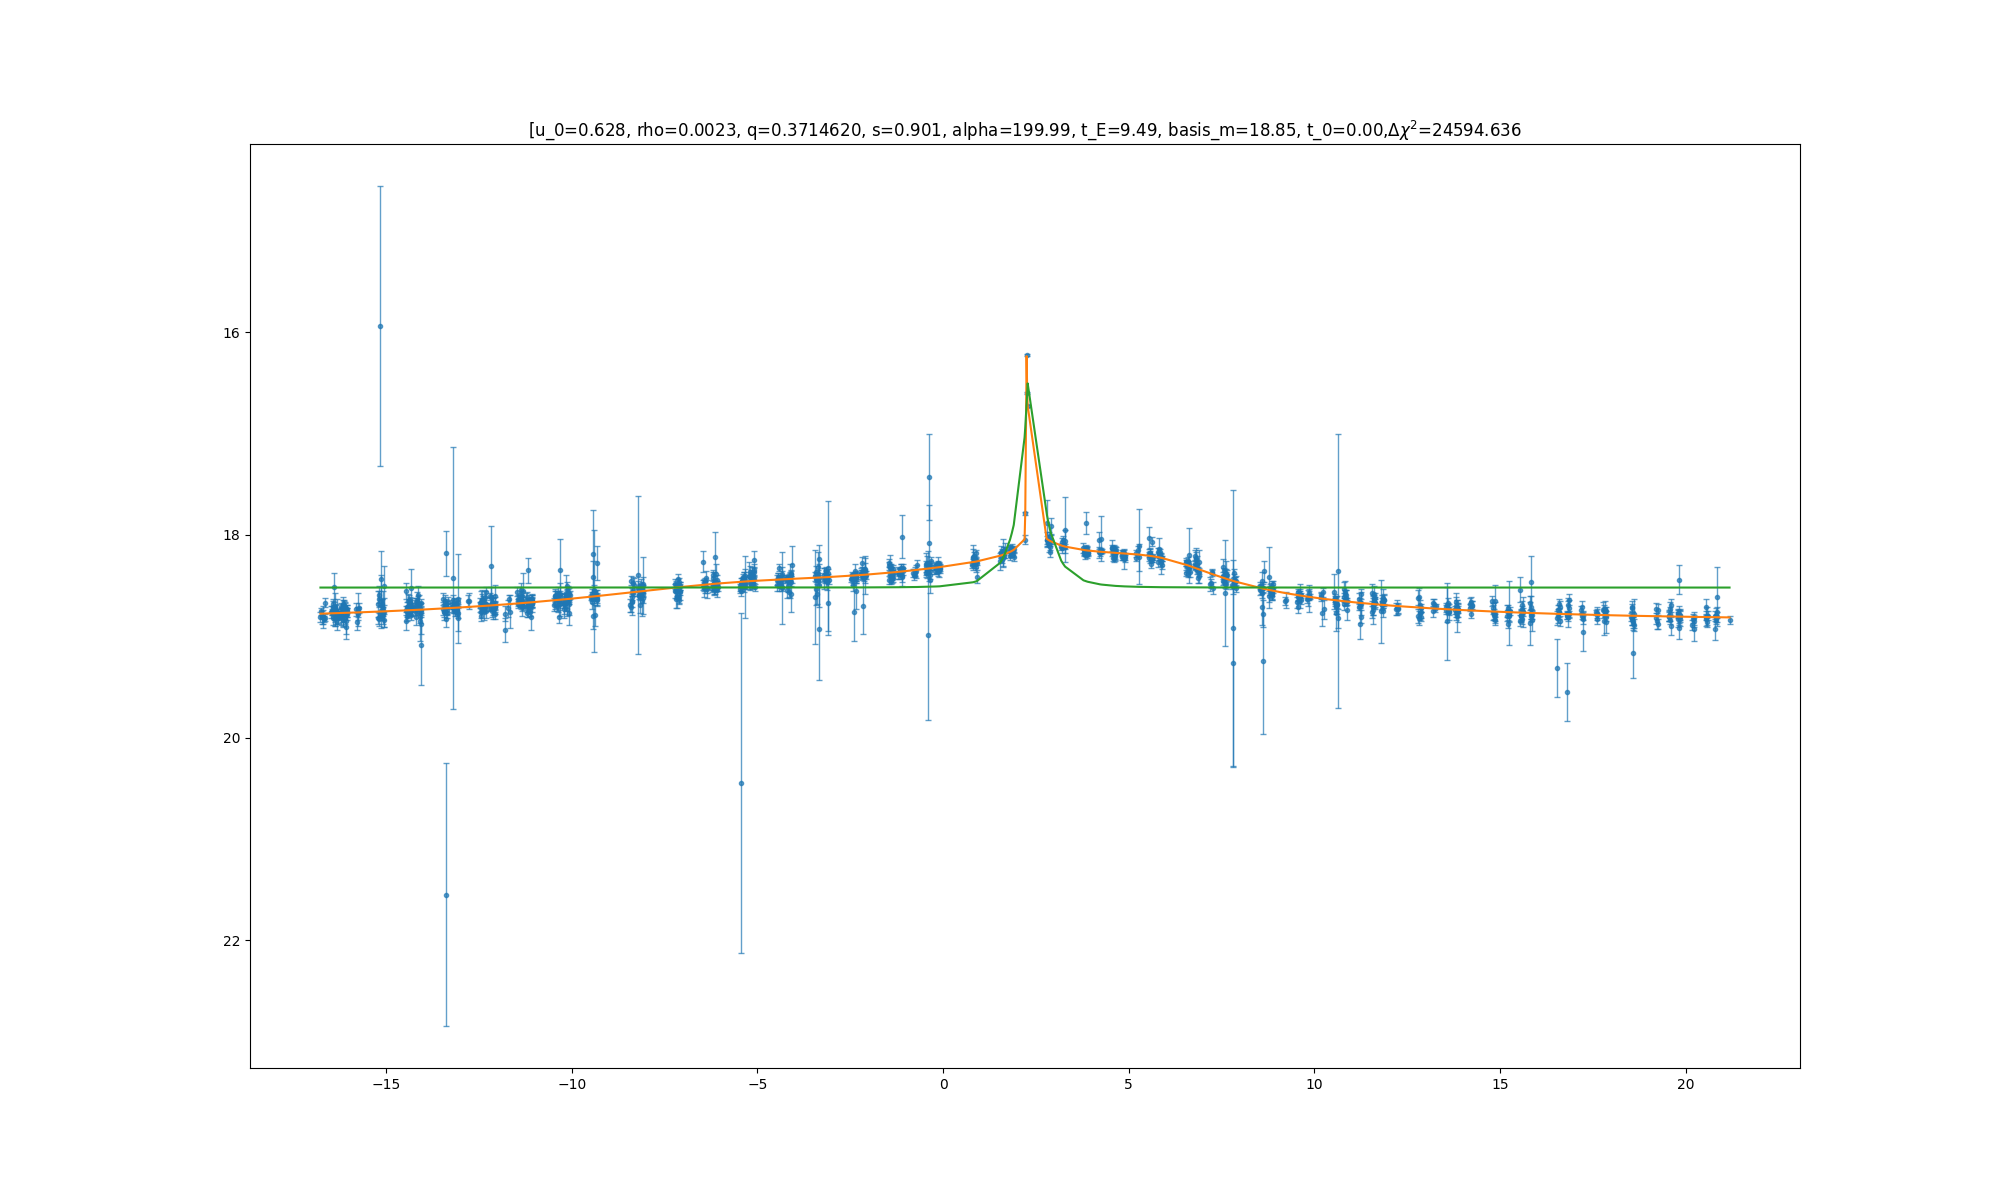 [u_0=0.628, rho=0.0023, q=0.3714620, s=0.901, alpha=199.99, t_E=9.49, basis_m=18.85, t_0=0.00,Δχ²=24594.636
16
18
20
22
−15 −10 −5 0 5 10 15 20